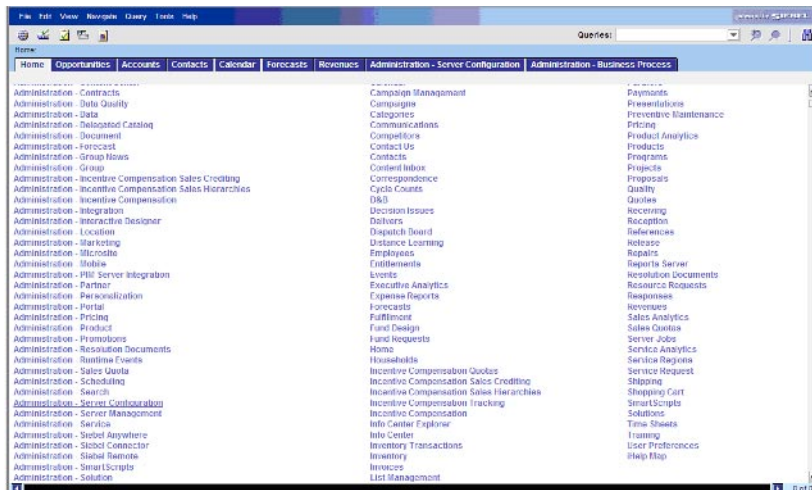 File Edit View Navigate Query Tools Help
SIEBEL
Queries:
Home:
Home Opportunities Accounts Contacts Calendar Forecasts Revenues Administration - Server Configuration Administration - Business Process
Administration - Contracts
Administration - Data Quality
Administration - Data
Administration - Delegated Catalog
Administration - Document
Administration - Forecast
Administration - Group News
Administration - Group
Administration - Incentive Compensation Sales Crediting
Administration - Incentive Compensation Sales Hierarchies
Administration - Incentive Compensation
Administration - Integration
Administration - Interactive Designer
Administration - Location
Administration - Marketing
Administration - Microsite
Administration - Mobile
Administration - PIM Server Integration
Administration - Partner
Administration - Personalization
Administration - Portal
Administration - Pricing
Administration - Product
Administration - Promotions
Administration - Resolution Documents
Administration - Runtime Events
Administration - Sales Quota
Administration - Scheduling
Administration - Search
Administration - Server Configuration
Administration - Server Management
Administration - Service
Administration - Siebel Anywhere
Administration - Siebel Connector
Administration - Siebel Remote
Administration - SmartScripts
Administration - Solution
Campaign Management
Campaigns
Categories
Communications
Competitors
Contact Us
Contacts
Content Inbox
Correspondence
Cycle Counts
D&B
Decision Issues
Delivers
Dispatch Board
Distance Learning
Employees
Entitlements
Events
Executive Analytics
Expense Reports
Forecasts
Fulfillment
Fund Design
Fund Requests
Home
Households
Incentive Compensation Quotas
Incentive Compensation Sales Crediting
Incentive Compensation Sales Hierarchies
Incentive Compensation Tracking
Incentive Compensation
Info Center Explorer
Info Center
Inventory Transactions
Inventory
Invoices
List Management
Payments
Presentations
Preventive Maintenance
Pricing
Product Analytics
Products
Programs
Projects
Proposals
Quality
Quotes
Receiving
Reception
References
Release
Repairs
Reports Server
Resolution Documents
Resource Requests
Responses
Revenues
Sales Analytics
Sales Quotas
Server Jobs
Service Analytics
Service Regions
Service Request
Shipping
Shopping Cart
SmartScripts
Solutions
Time Sheets
Training
User Preferences
iHelp Map